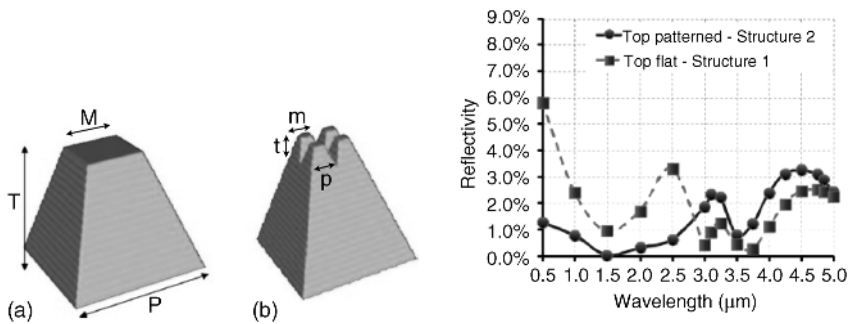 M
T
P
(a)
m
t
p
(b)
9.0%
8.0%
7.0%
6.0%
5.0%
4.0%
3.0%
2.0%
1.0%
0.0%
Reflectivity
Top patterned - Structure 2
Top flat - Structure 1
0.5 1.0 1.5 2.0 2.5 3.0 3.5 4.0 4.5 5.0
Wavelength (μm)